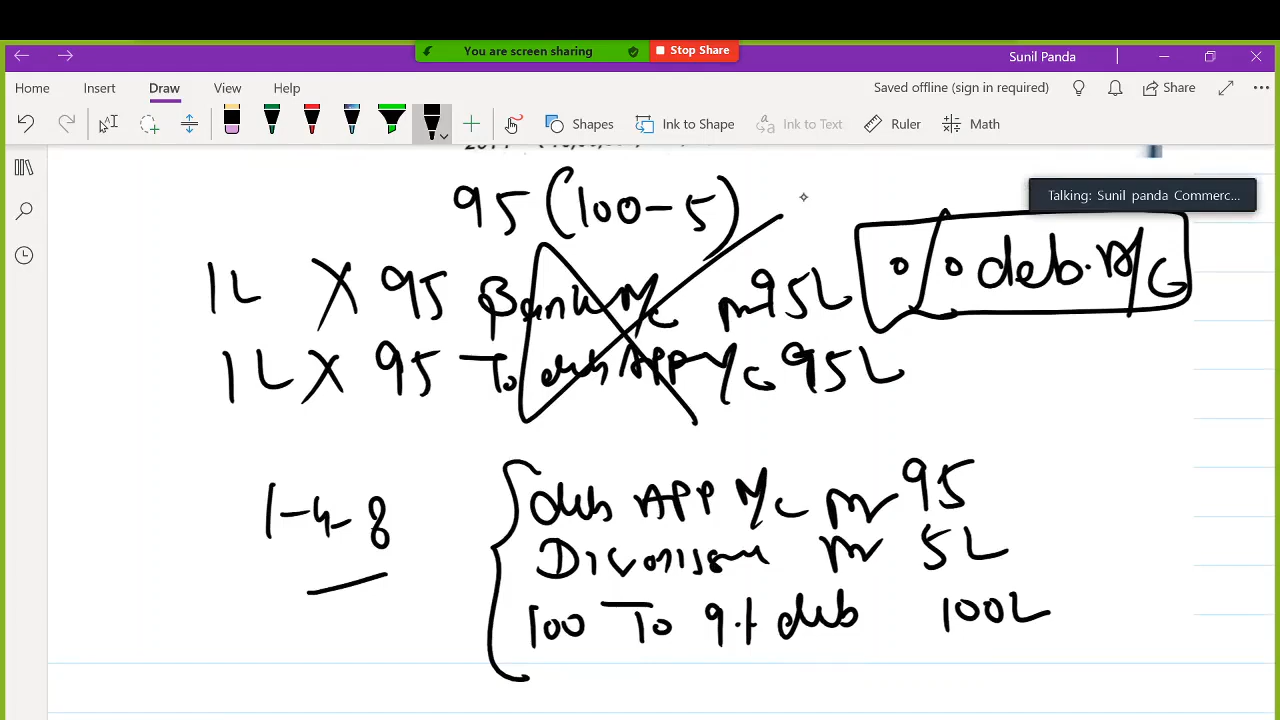 You are screen sharing Stop Share
Sunil Panda
Home Insert Draw View Help Saved offline (sign in required) Share
Shapes Ink to Shape Ink to Text Ruler Math
Talking: Sunil panda Commerc...
95 (100-5)
1L X 95 Bank A/C Dr 95L % deb. A/C
1L X 95 To deb APP A/C 95L
1-4-8 deb APP A/C Dr 95
Dr 5L
100 To 9% deb 100L